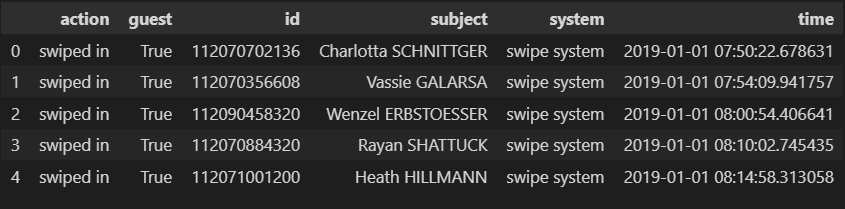 action guest id subject system time
0 swiped in True 112070702136 Charlotta SCHNITTGER swipe system 2019-01-01 07:50:22.678631
1 swiped in True 112070356608 Vassie GALARSA swipe system 2019-01-01 07:54:09.941757
2 swiped in True 112090458320 Wenzel ERBSTOESSER swipe system 2019-01-01 08:00:54.406641
3 swiped in True 112070884320 Rayan SHATTUCK swipe system 2019-01-01 08:10:02.745435
4 swiped in True 112071001200 Heath HILLMANN swipe system 2019-01-01 08:14:58.313058